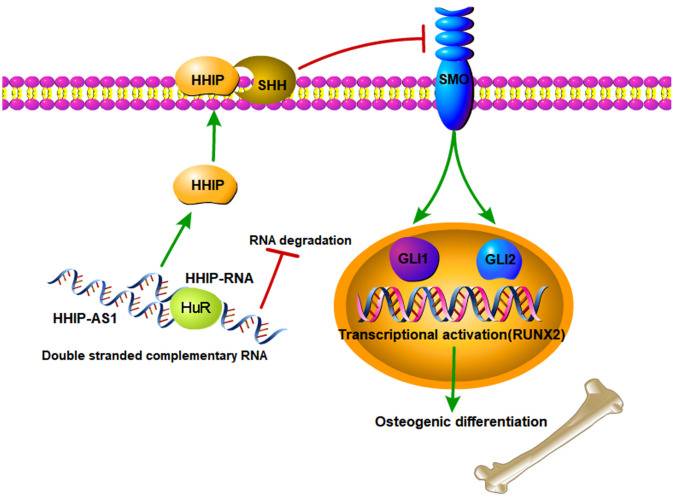 HHIP
SHH
SMO
HHIP
RNA degradation
HHIP-RNA
HuR
HHIP-AS1
Double stranded complementary RNA
GLI1
GLI2
Transcriptional activation(RUNX2)
Osteogenic differentiation